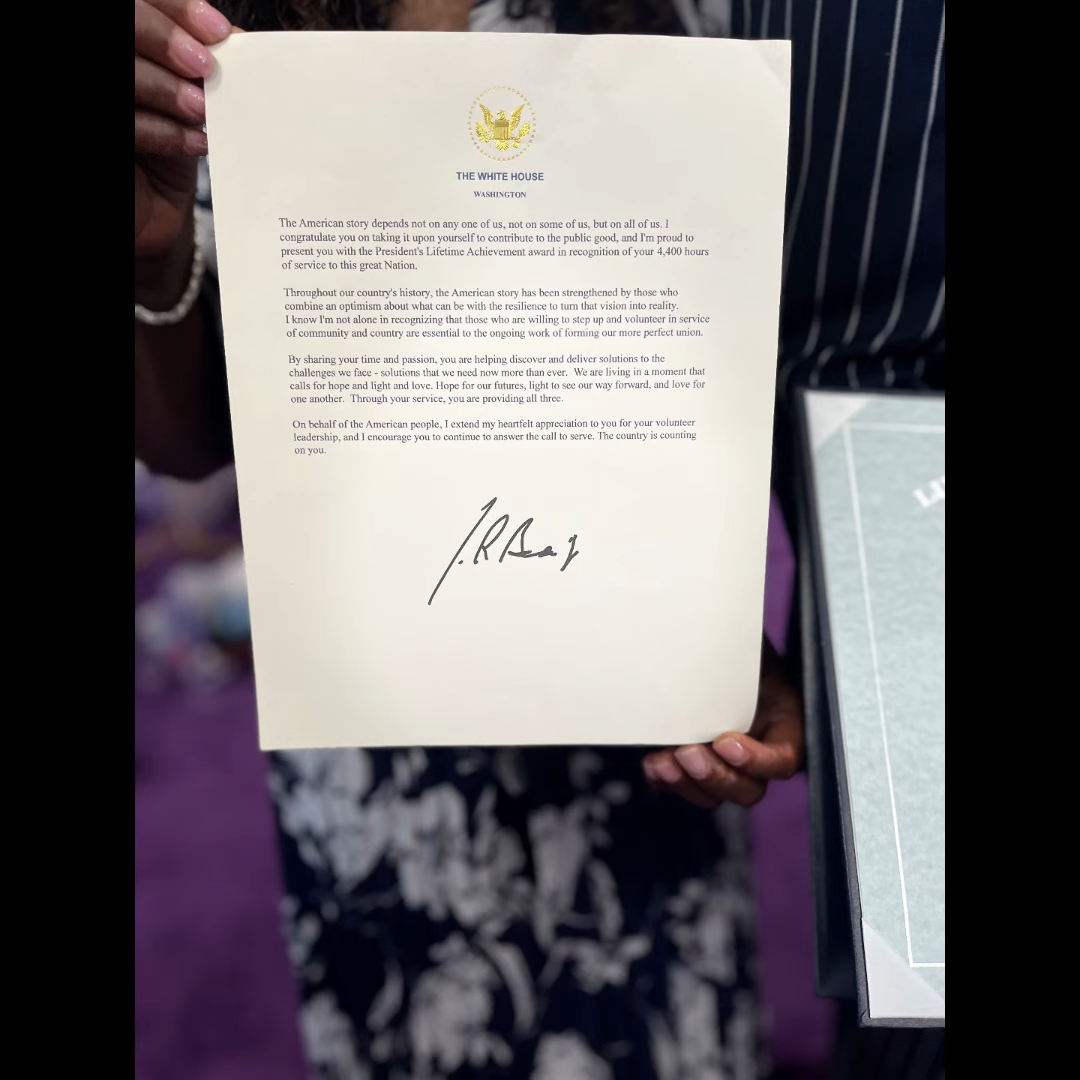 THE WHITE HOUSE
WASHINGTON
The American story depends not on any one of us, not on some of us, but on all of us. I
congratulate you on taking it upon yourself to contribute to the public good, and I'm proud to
present you with the President's Lifetime Achievement award in recognition of your 4,400 hours
of service to this great Nation.
Throughout our country's history, the American story has been strengthened by those who
combine an optimism about what can be with the resilience to turn that vision into reality.
I know I'm not alone in recognizing that those who are willing to step up and volunteer in service
of community and country are essential to the ongoing work of forming our more perfect union.
By sharing your time and passion, you are helping discover and deliver solutions to the
challenges we face - solutions that we need now more than ever. We are living in a moment that
calls for hope and light and love. Hope for our futures, light to see our way forward, and love for
one another. Through your service, you are providing all three.
On behalf of the American people, I extend my heartfelt appreciation to you for your volunteer
leadership, and I encourage you to continue to answer the call to serve. The country is counting
on you.